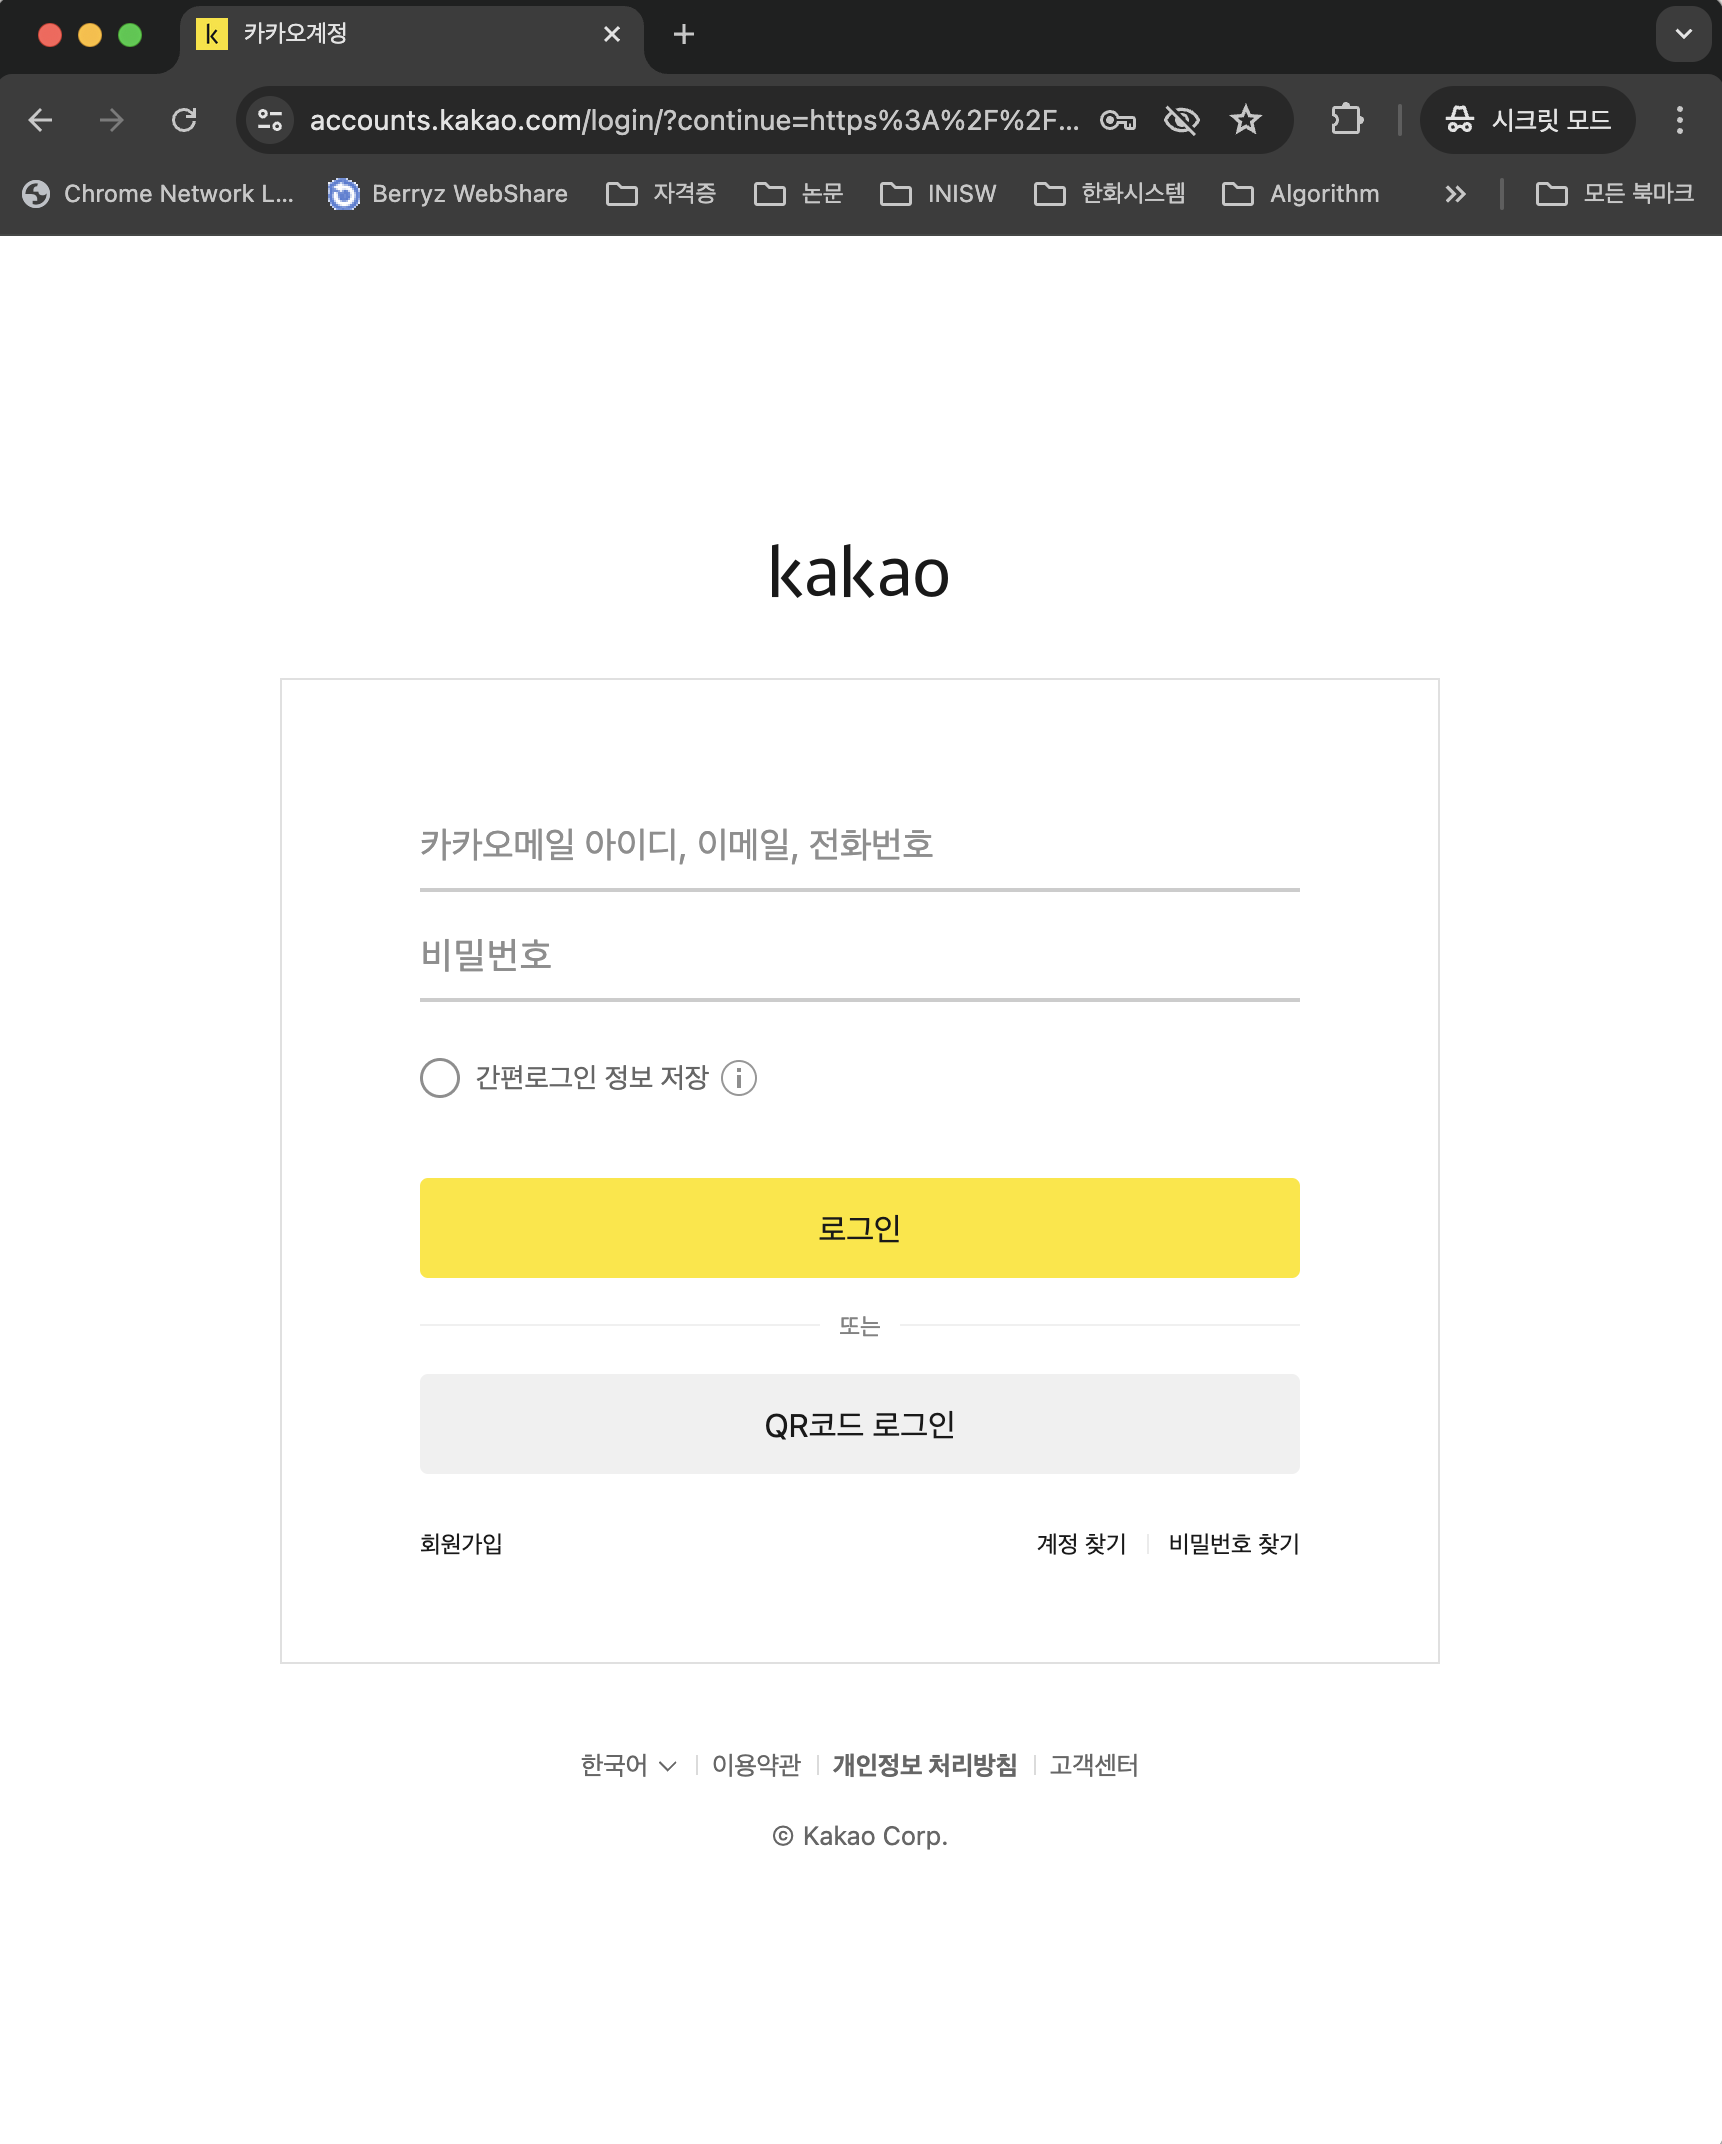 카카오계정
accounts.kakao.com/login/?continue=https%3A%2F%2F...
시크릿 모드
Chrome Network L... Berryz WebShare 자격증 논문 INISW 한화시스템 Algorithm 모든 북마크
kakao
카카오메일 아이디, 이메일, 전화번호
비밀번호
간편로그인 정보 저장
로그인
또는
QR코드 로그인
회원가입 계정 찾기 비밀번호 찾기
한국어 이용약관 개인정보 처리방침 고객센터
© Kakao Corp.